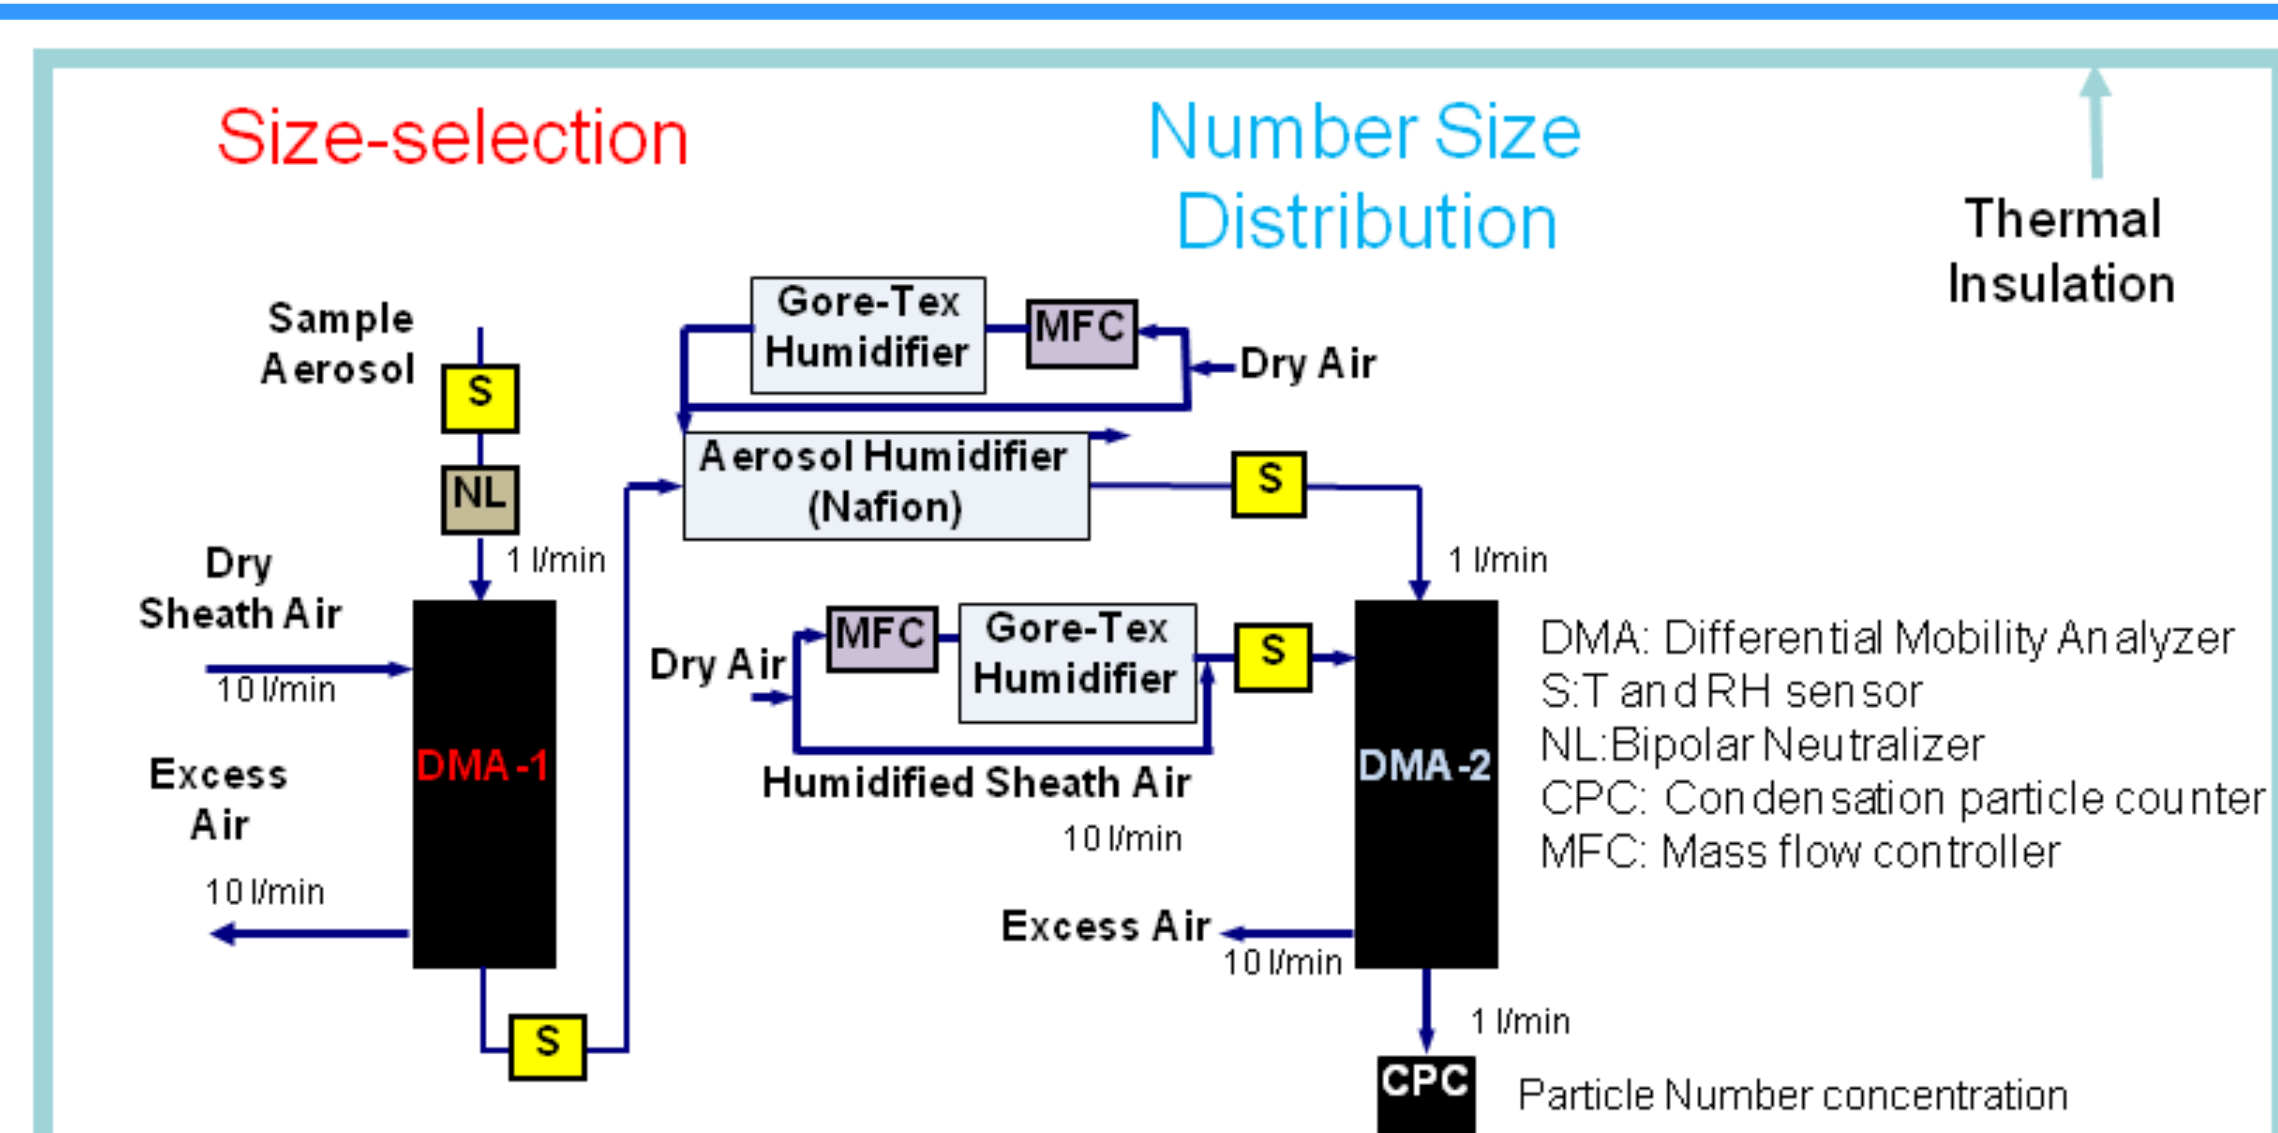 Size-selection
Number Size
Distribution
Thermal
Insulation
Sample
Aerosol
S
NL
1 l/min
Dry
Sheath Air
10 l/min
DMA-1
Excess
Air
10 l/min
S
Gore-Tex
Humidifier
MFC
Dry Air
Aerosol Humidifier
(Nafion)
S
1 l/min
Dry Air
MFC
Gore-Tex
Humidifier
S
Humidified Sheath Air
10 l/min
DMA-2
Excess Air
10 l/min
1 l/min
CPC
Particle Number concentration
DMA: Differential Mobility Analyzer
S:T and RH sensor
NL:Bipolar Neutralizer
CPC: Condensation particle counter
MFC: Mass flow controller